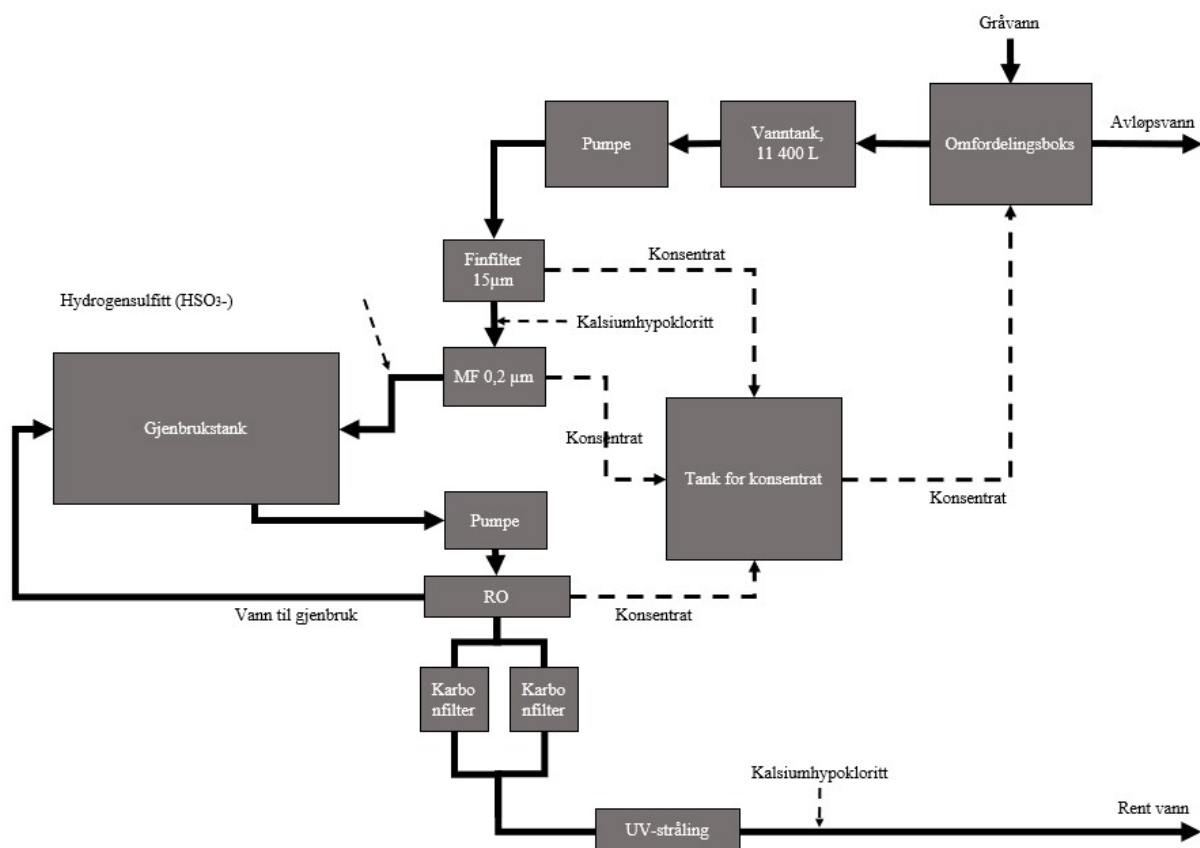 Gråvann
Avløpsvann
Omfordelingsboks
Vanntank,
11 400 L
Pumpe
Finfilter
15µm
Konsentrat
Kalsiumhypokloritt
Hydrogensulfitt (HSO3-)
MF 0,2 µm
Konsentrat
Gjenbrukstank
Tank for konsentrat
Konsentrat
Pumpe
RO
Vann til gjenbruk
Konsentrat
Karbo
nfilter
Karbo
nfilter
Kalsiumhypokloritt
UV-stråling
Rent vann